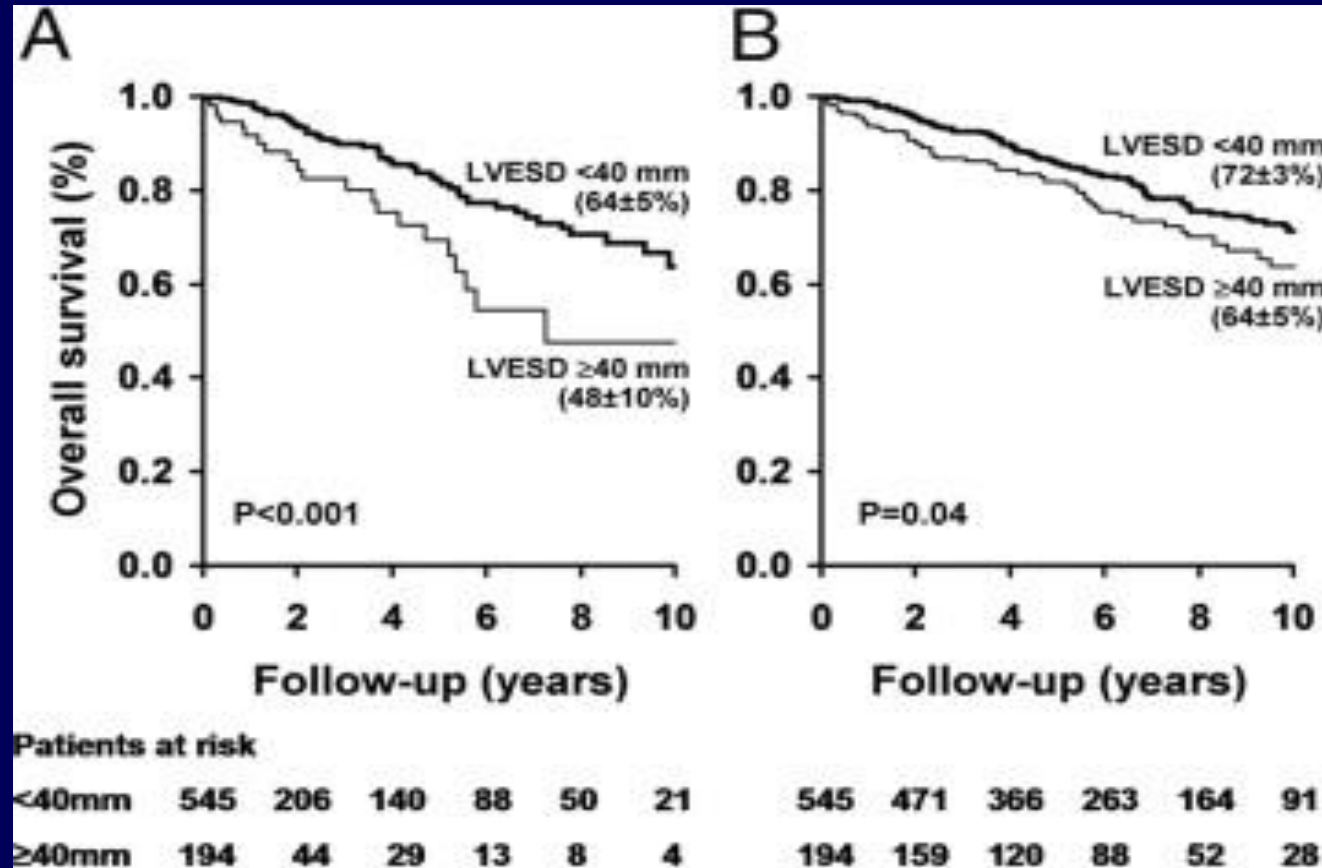 A
B
Overall survival (%)
1.0
0.8
0.6
0.4
0.2
0.0
LVESD <40 mm
(64±5%)
LVESD ≥40 mm
(48±10%)
P<0.001
0 2 4 6 8 10
Follow-up (years)
1.0
0.8
0.6
0.4
0.2
0.0
LVESD <40 mm
(72±3%)
LVESD ≥40 mm
(64±5%)
P=0.04
0 2 4 6 8 10
Follow-up (years)
Patients at risk
<40mm 545 206 140 88 50 21 545 471 366 263 164 91
≥40mm 194 44 29 13 8 4 194 159 120 88 52 28